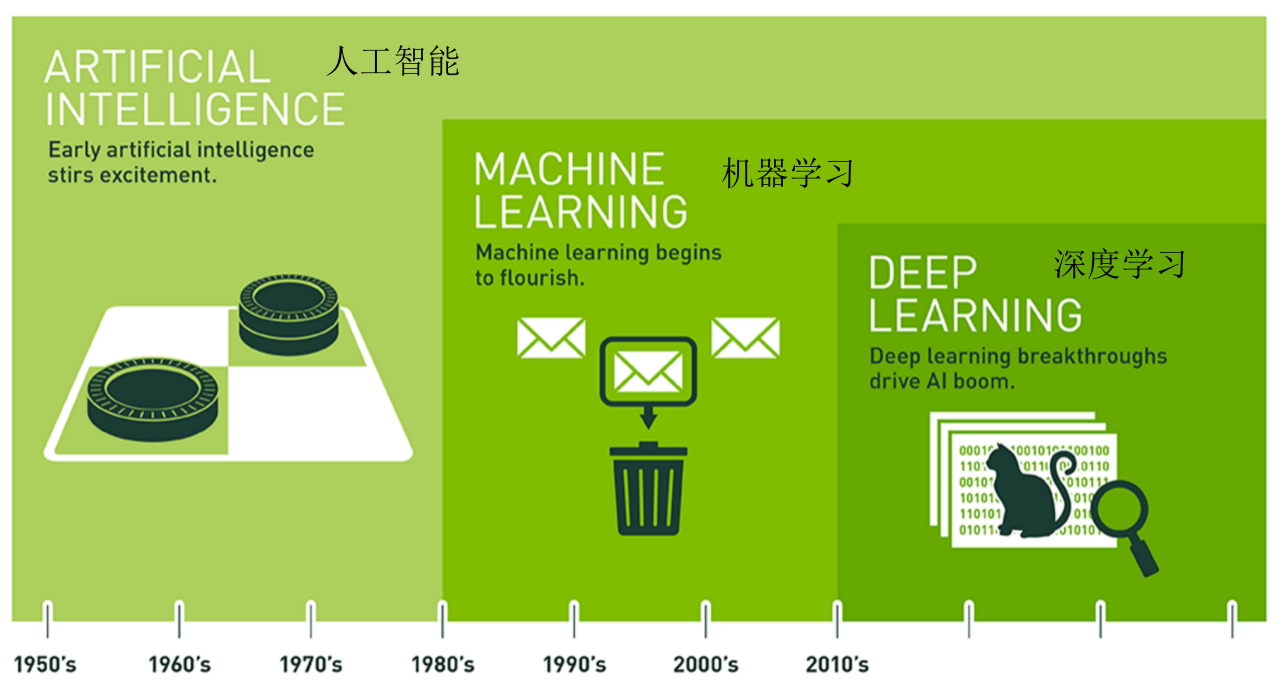 ARTIFICIAL
INTELLIGENCE
人工智能
Early artificial intelligence
stirs excitement.
MACHINE
LEARNING
机器学习
Machine learning begins
to flourish.
DEEP
LEARNING
深度学习
Deep learning breakthroughs
drive AI boom.
1950's
1960's
1970's
1980's
1990's
2000's
2010's